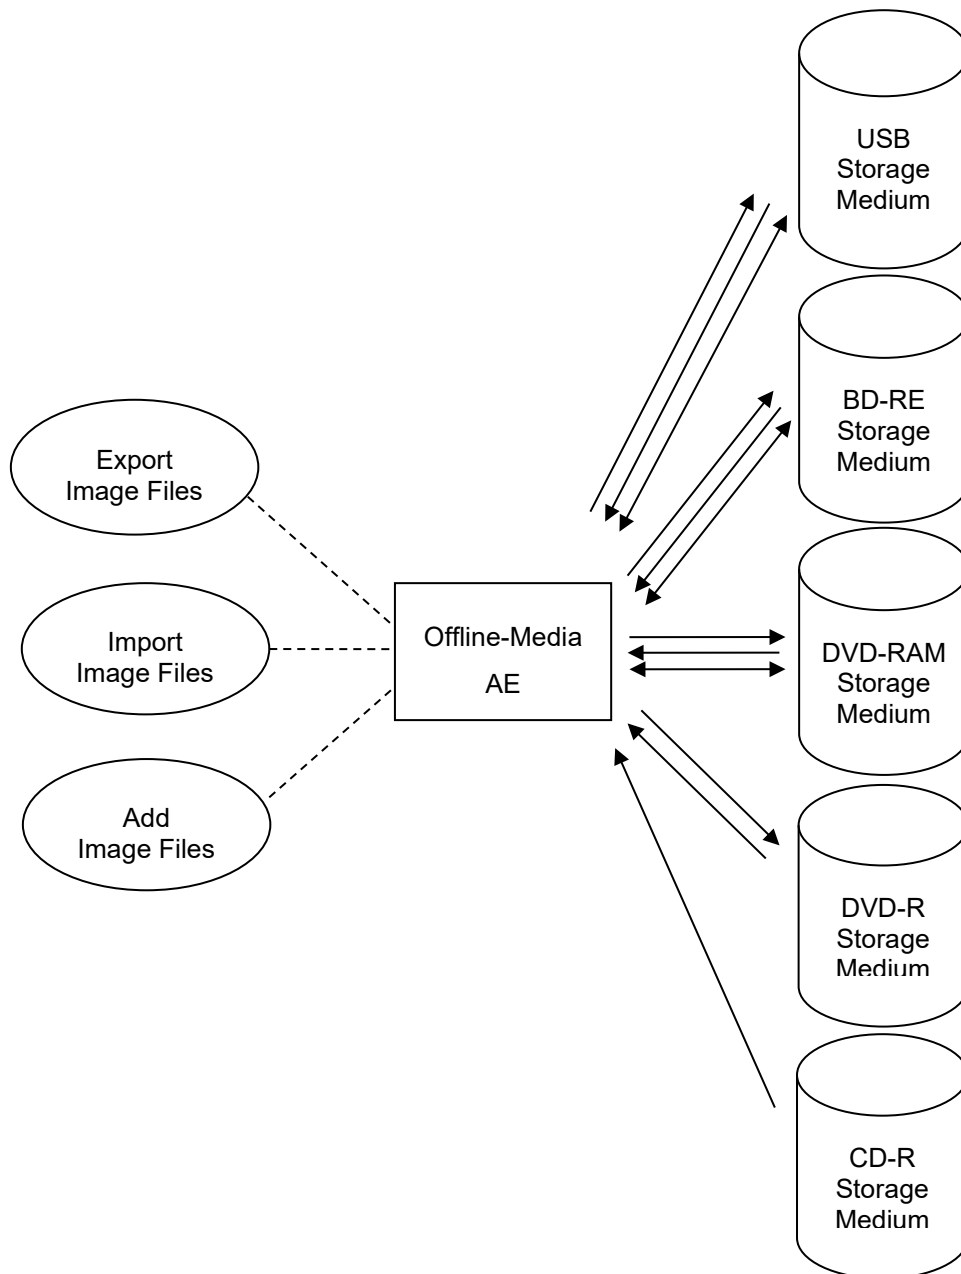 USB
Storage
Medium
BD-RE
Storage
Medium
Export
Image Files
Offline-Media
AE
Import
Image Files
DVD-RAM
Storage
Medium
Add
Image Files
DVD-R
Storage
Medium
CD-R
Storage
Medium